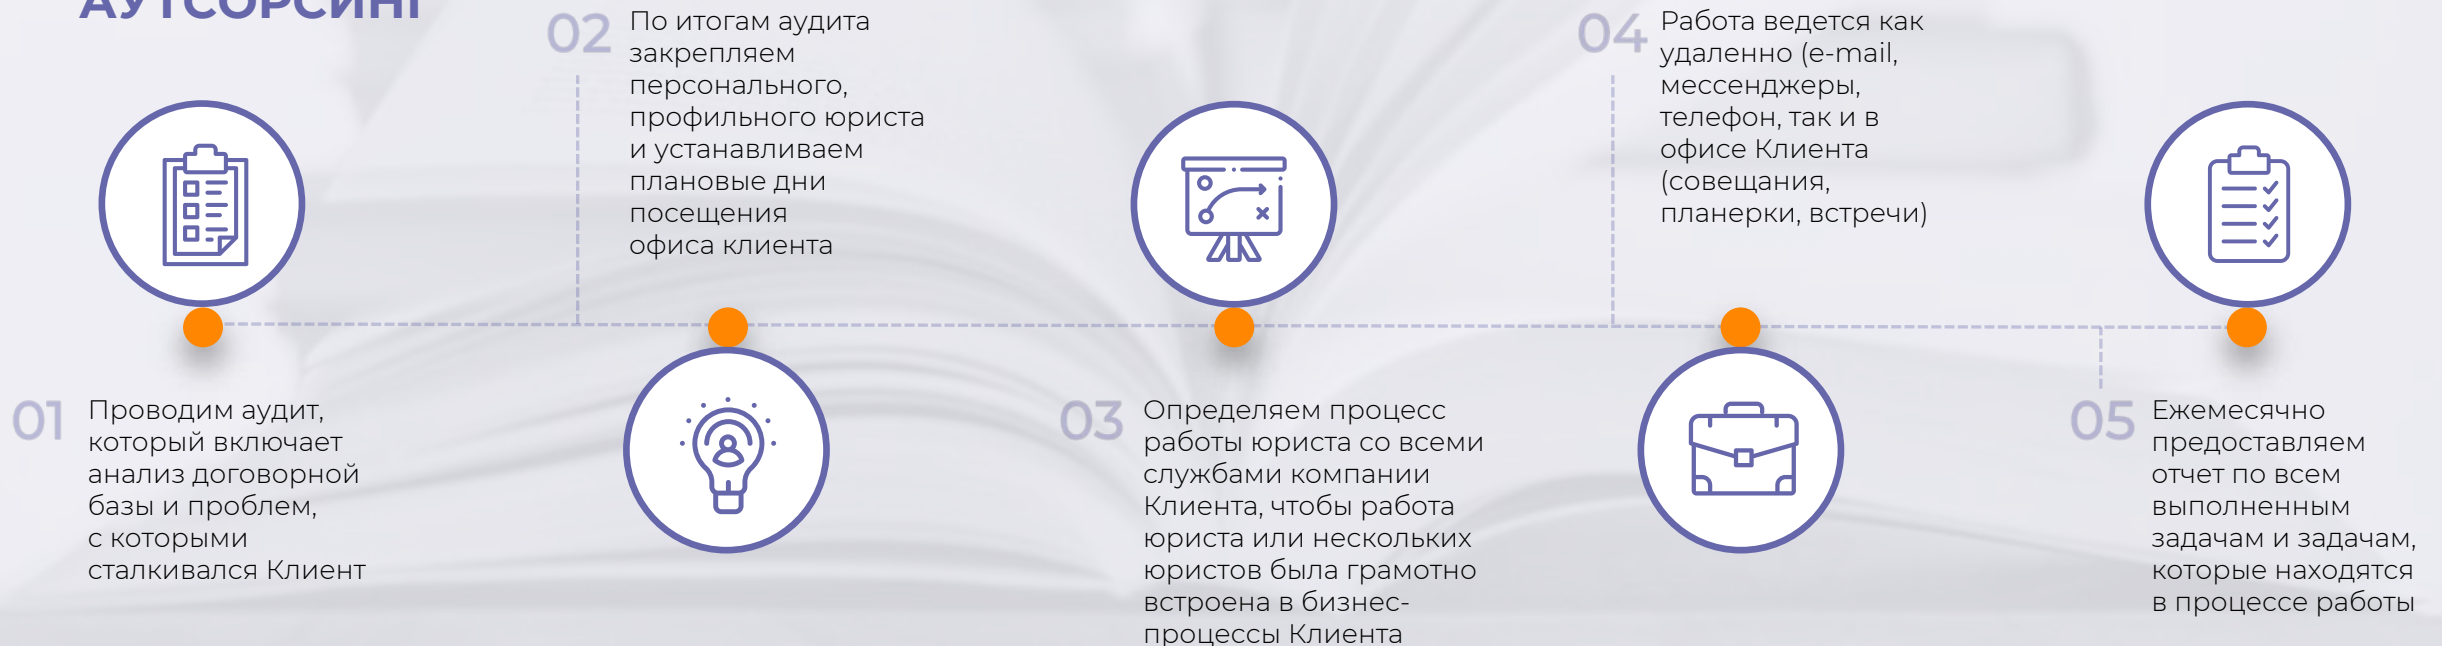 АУТСОРСИНГ
01
Проводим аудит,
который включает
анализ договорной
базы и проблем,
с которыми
сталкивался Клиент
02
По итогам аудита
закрепляем
персонального,
профильного юриста
и устанавливаем
плановые дни
посещения
офиса клиента
03
Определяем процесс
работы юриста со всеми
службами компании
Клиента, чтобы работа
юриста или нескольких
юристов была грамотно
встроена в бизнес-
процессы Клиента
04
Работа ведется как
удаленно (e-mail,
мессенджеры,
телефон, так и в
офисе Клиента
(совещания,
планерки, встречи)
05
Ежемесячно
предоставляем
отчет по всем
выполненным
задачам и задачам,
которые находятся
в процессе работы